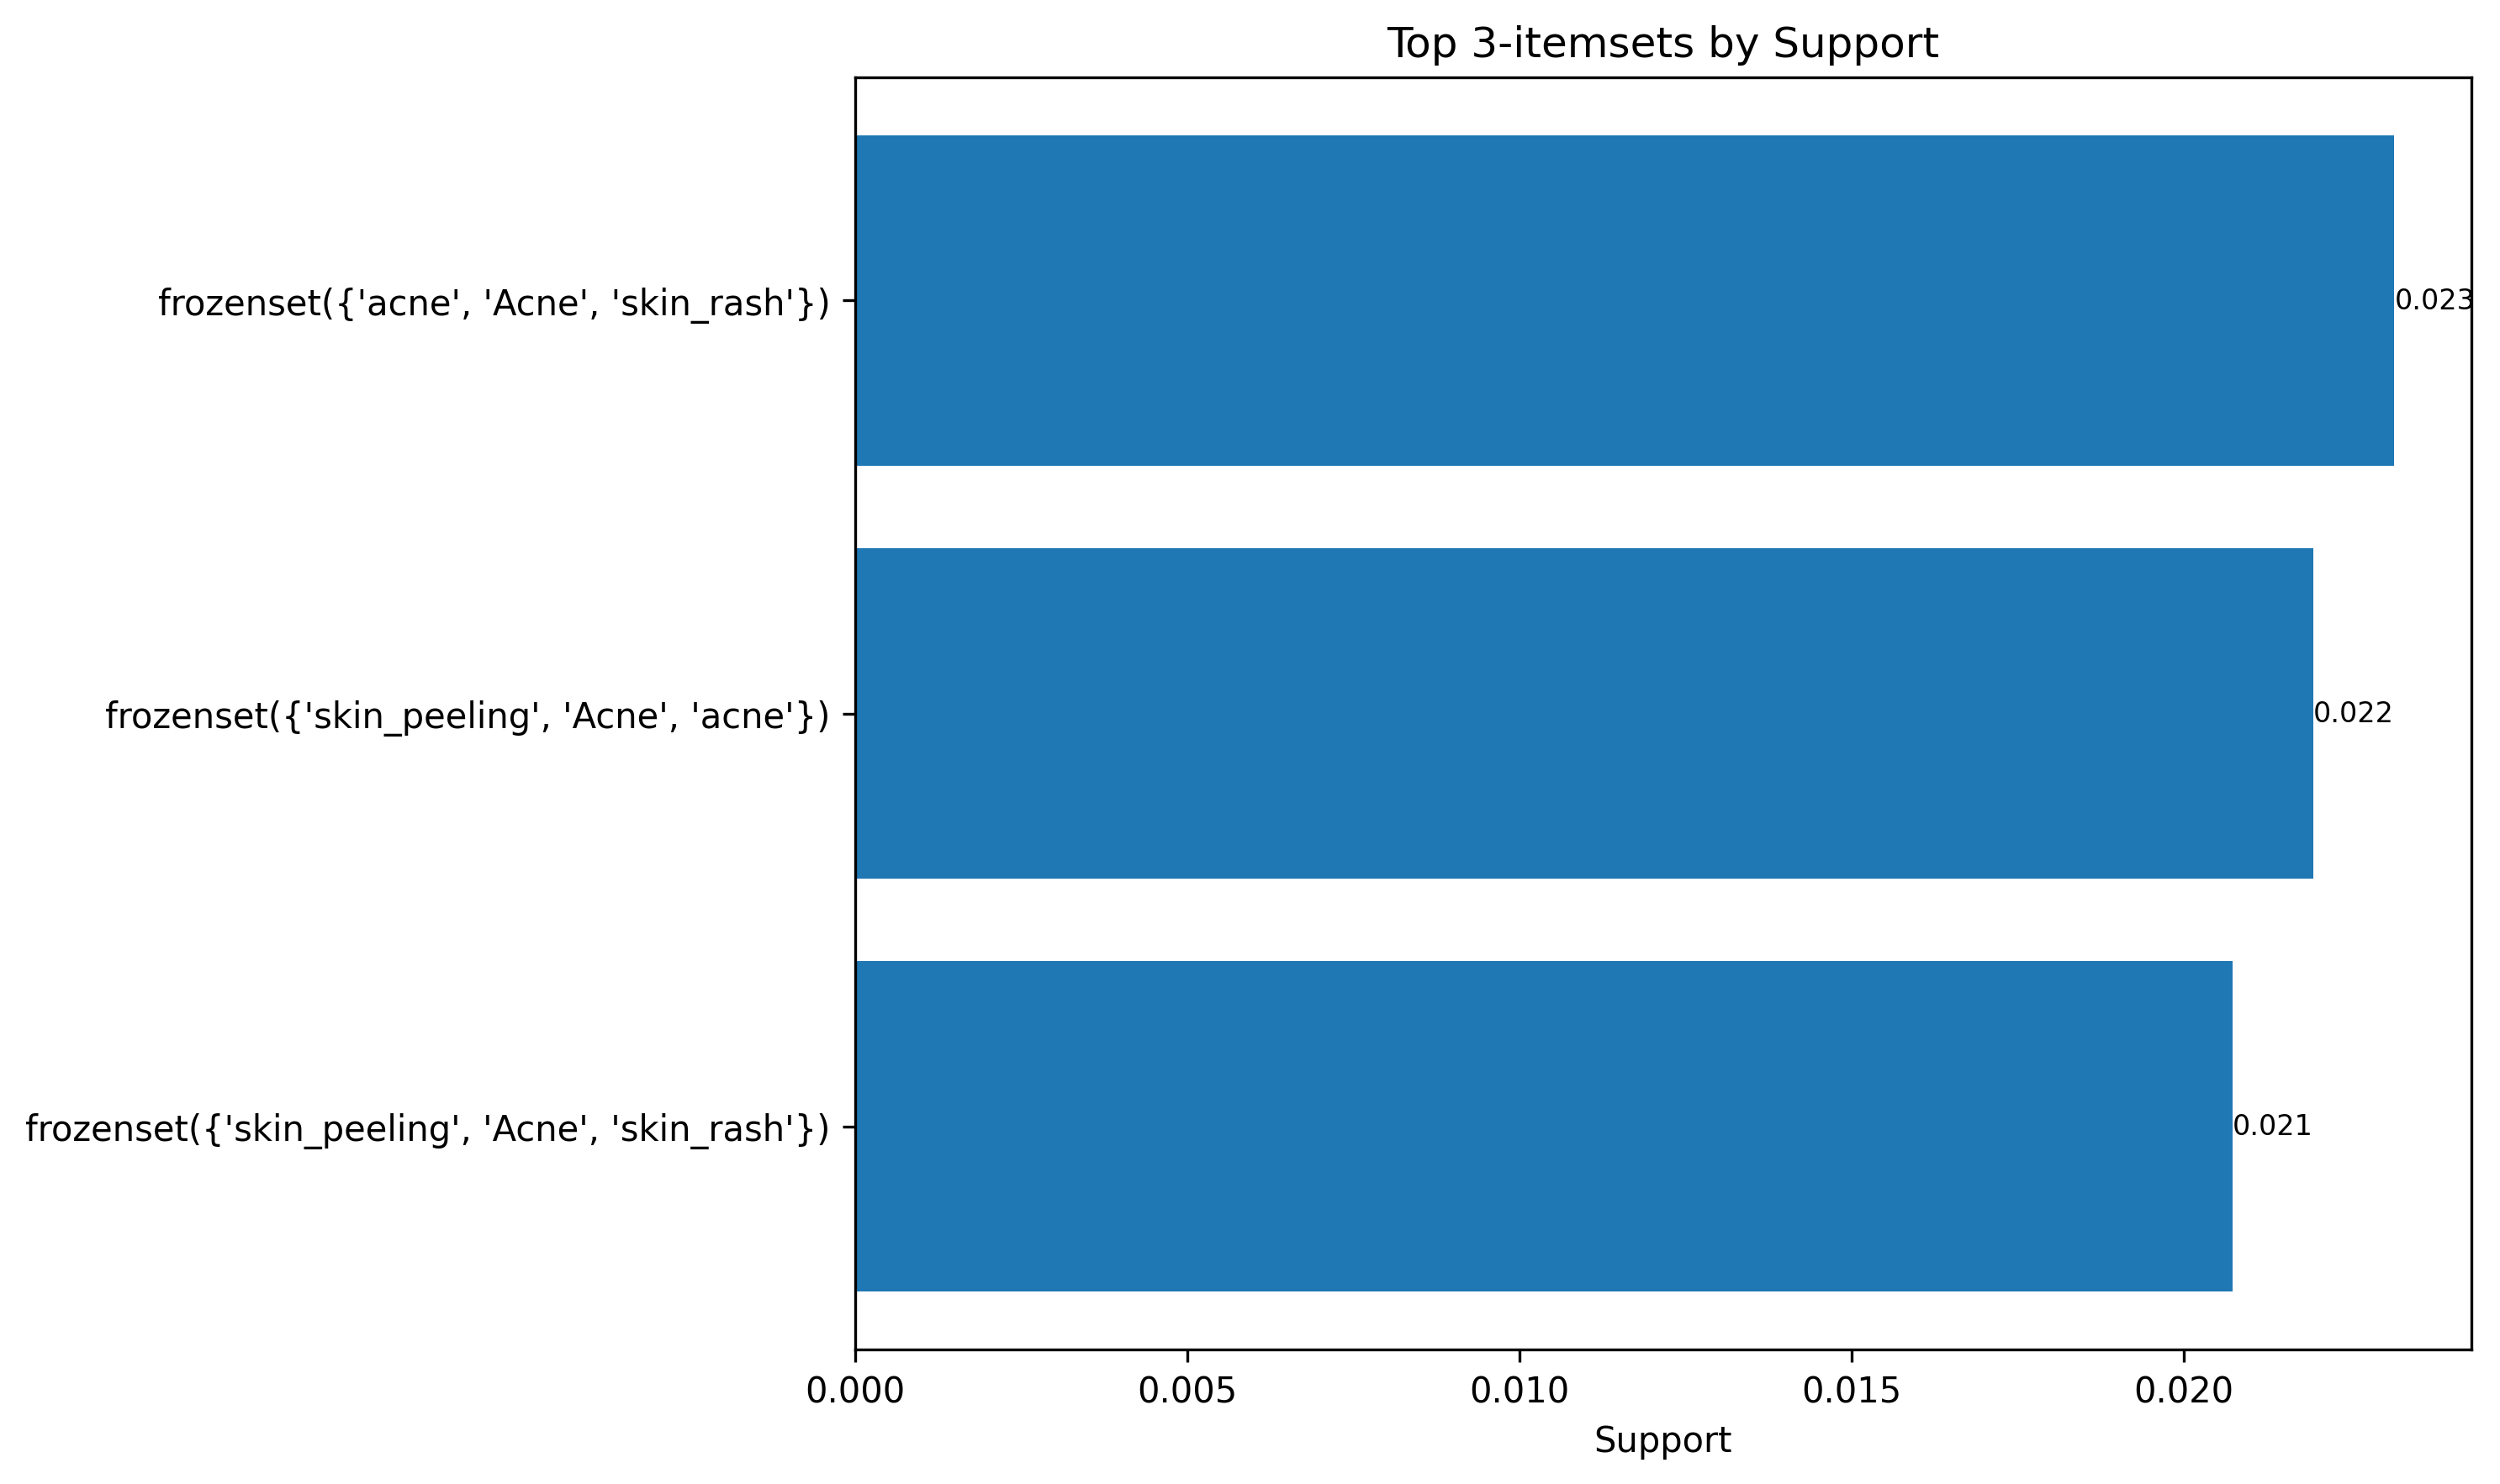 Top 3-itemsets by Support
frozenset({'acne', 'Acne', 'skin_rash'})
0.023
frozenset({'skin_peeling', 'Acne', 'acne'})
0.022
frozenset({'skin_peeling', 'Acne', 'skin_rash'})
0.021
0.000 0.005 0.010 0.015 0.020
Support